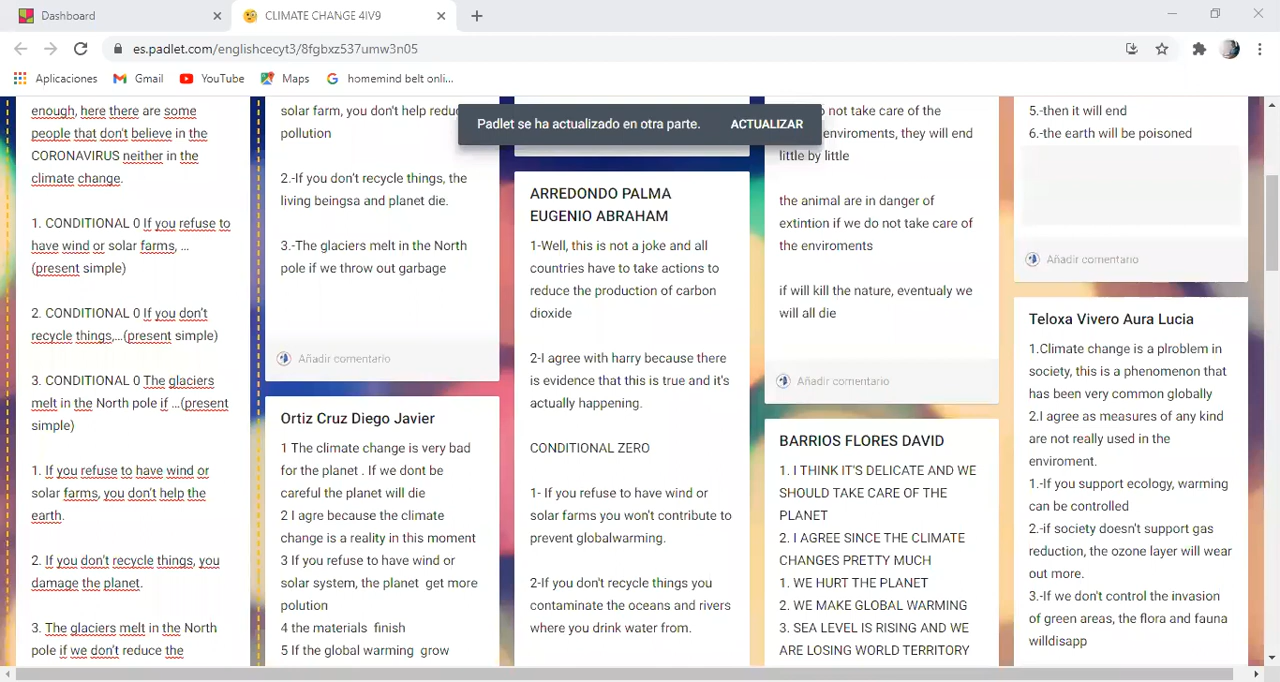 Dashboard
CLIMATE CHANGE 4IV9
es.padlet.com/englishcecyt3/8fgbxz537umw3n05
Aplicaciones
Gmail
YouTube
Maps
homemind belt onli...
Padlet se ha actualizado en otra parte.
ACTUALIZAR
enough, here there are some
people that don't believe in the
CORONAVIRUS neither in the
climate change.
1. CONDITIONAL 0 If you refuse to
have wind or solar farms, ...
(present simple)
2. CONDITIONAL 0 If you don't
recycle things,...(present simple)
3. CONDITIONAL 0 The glaciers
melt in the North pole if ...(present
simple)
1. If you refuse to have wind or
solar farms, you don't help the
earth.
2. If you don't recycle things, you
damage the planet.
3. The glaciers melt in the North
pole if we don't reduce the
solar farm, you don't help reduc
pollution
2.-If you don't recycle things, the
living beingsa and planet die.
3.-The glaciers melt in the North
pole if we throw out garbage
Añadir comentario
Ortiz Cruz Diego Javier
1 The climate change is very bad
for the planet . If we dont be
careful the planet will die
2 I agre because the climate
change is a reality in this moment
3 If you refuse to have wind or
solar system, the planet get more
polution
4 the materials finish
5 If the global warming grow
ARREDONDO PALMA
EUGENIO ABRAHAM
1-Well, this is not a joke and all
countries have to take actions to
reduce the production of carbon
dioxide
2-I agree with harry because there
is evidence that this is true and it's
actually happening.
CONDITIONAL ZERO
1- If you refuse to have wind or
solar farms you won't contribute to
prevent globalwarming.
2-If you don't recycle things you
contaminate the oceans and rivers
where you drink water from.
not take care of the
enviroments, they will end
little by little
the animal are in danger of
extintion if we do not take care of
the enviroments
if will kill the nature, eventualy we
will all die
Añadir comentario
BARRIOS FLORES DAVID
1. I THINK IT'S DELICATE AND WE
SHOULD TAKE CARE OF THE
PLANET
2. I AGREE SINCE THE CLIMATE
CHANGES PRETTY MUCH
1. WE HURT THE PLANET
2. WE MAKE GLOBAL WARMING
3. SEA LEVEL IS RISING AND WE
ARE LOSING WORLD TERRITORY
5.-then it will end
6.-the earth will be poisoned
Añadir comentario
Teloxa Vivero Aura Lucia
1.Climate change is a plroblem in
society, this is a phenomenon that
has been very common globally
2.I agree as measures of any kind
are not really used in the
enviroment.
1.-If you support ecology, warming
can be controlled
2.-if society doesn't support gas
reduction, the ozone layer will wear
out more.
3.-If we don't control the invasion
of green areas, the flora and fauna
willdisapp